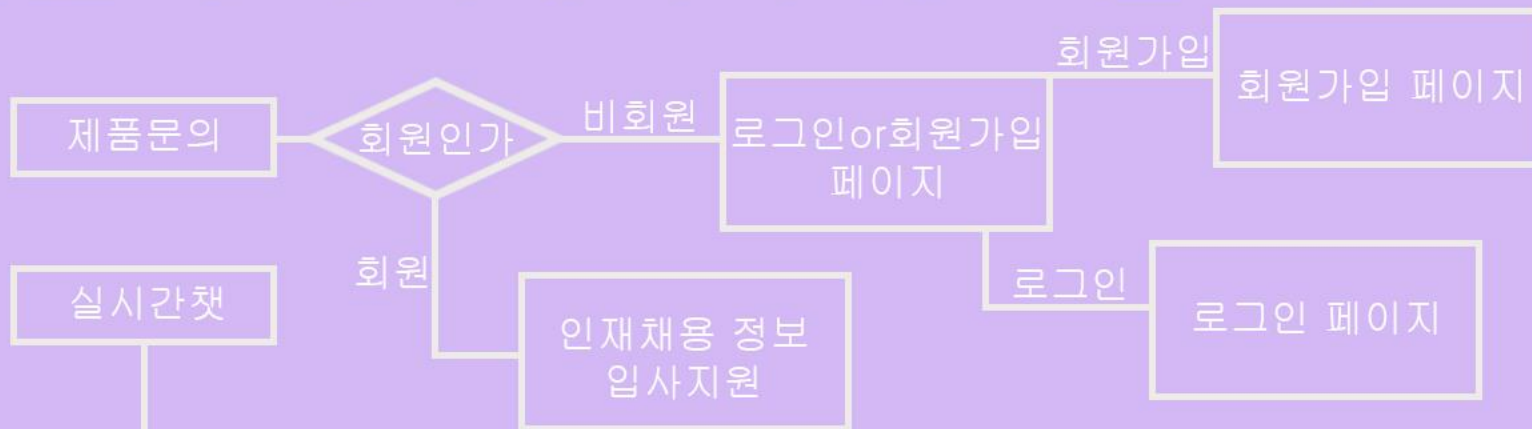 회원가입
회원가입 페이지
제품문의
회원인가
비회원
로그인or회원가입
페이지
회원
로그인
실시간챗
인재채용 정보
입사지원
로그인 페이지